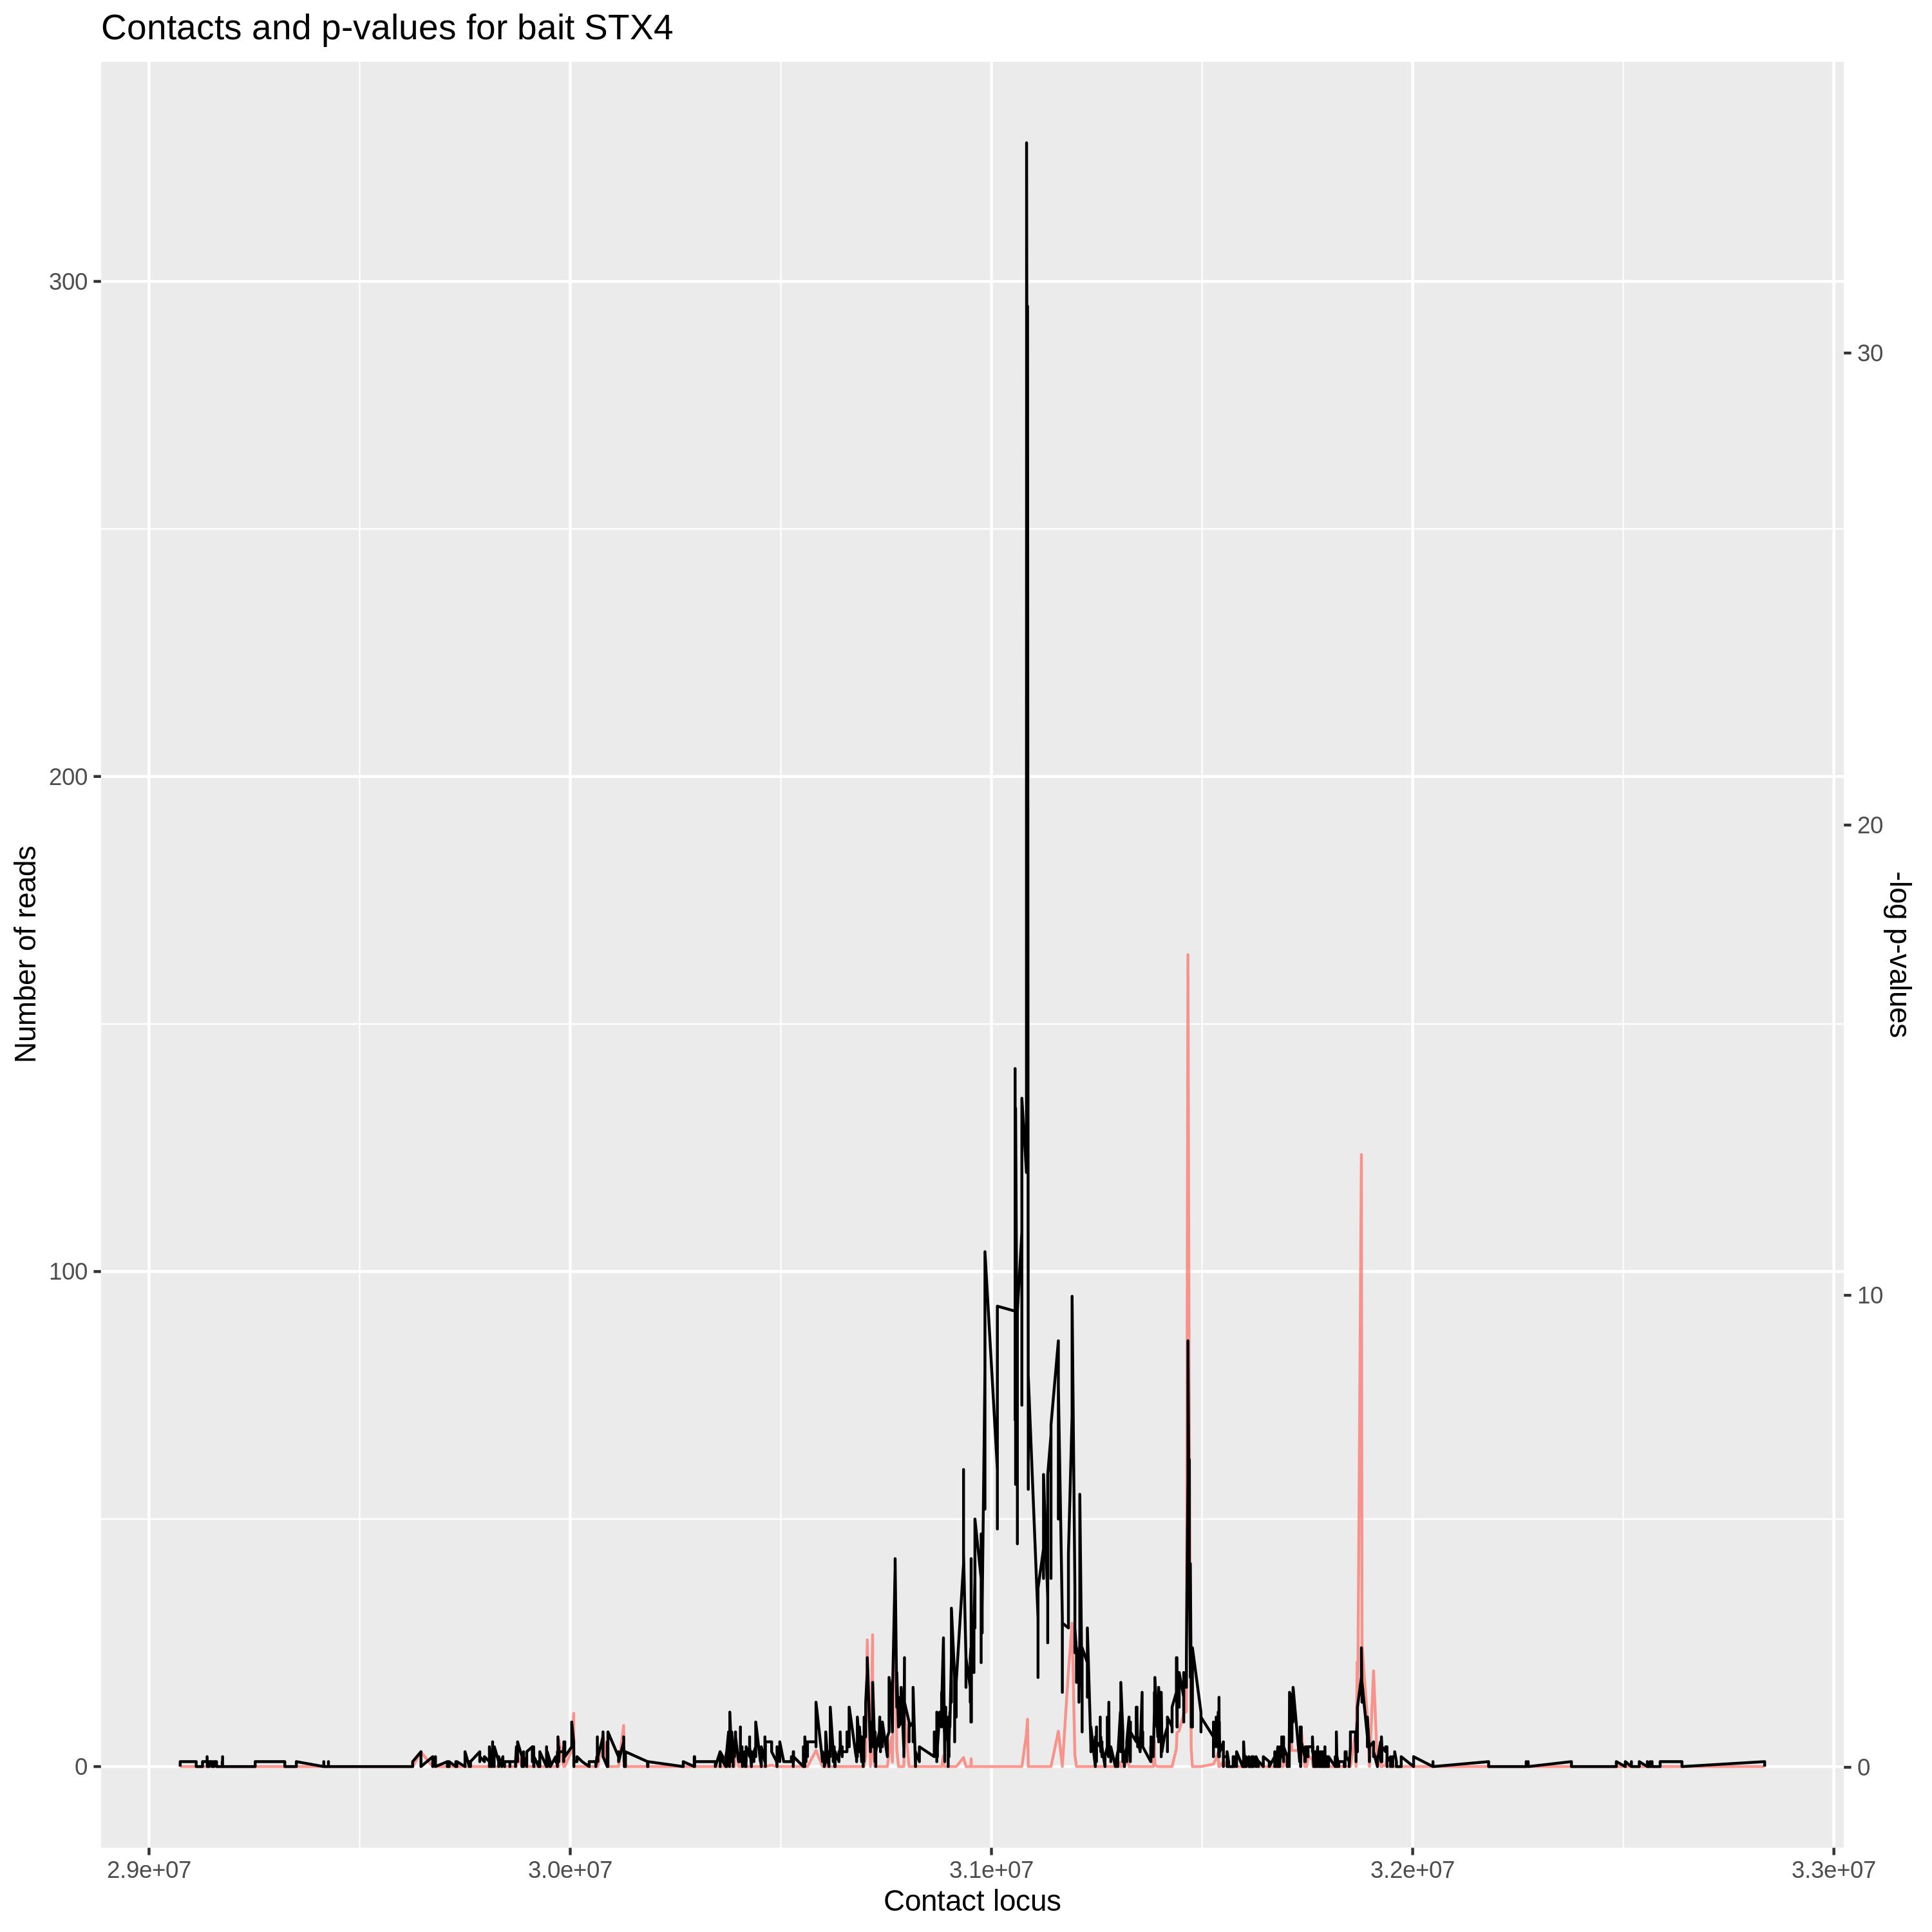 Contacts and p-values for bait STX4
300
200
100
0
Number of reads
30
20
10
0
-log p-values
2.9e+07 3.0e+07 3.1e+07 3.2e+07 3.3e+07
Contact locus